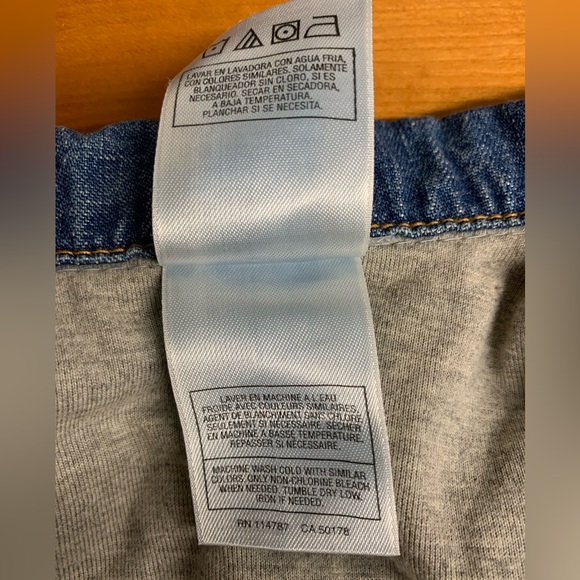 LAVAR EN LAVADORA CON AGUA FRIA,
CON COLORES SIMILARES. SOLAMENTE
BLANQUEADOR SIN CLORO, SI ES
NECESARIO. SECAR EN SECADORA,
A BAJA TEMPERATURA.
PLANCHAR SI SE NECESITA.
LAVER EN MACHINE A L'EAU
FROIDE AVEC COULEURS SIMILAIRES.
AGENT DE BLANCHIMENT SANS CHLORE
SEULEMENT SI NECESSAIRE. SECHER
EN MACHINE A BASSE TEMPERATURE.
REPASSER SI NECESSAIRE.
MACHINE WASH COLD WITH SIMILAR
COLORS. ONLY NON-CHLORINE BLEACH
WHEN NEEDED. TUMBLE DRY LOW.
IRON IF NEEDED.
RN 114787 CA 50178